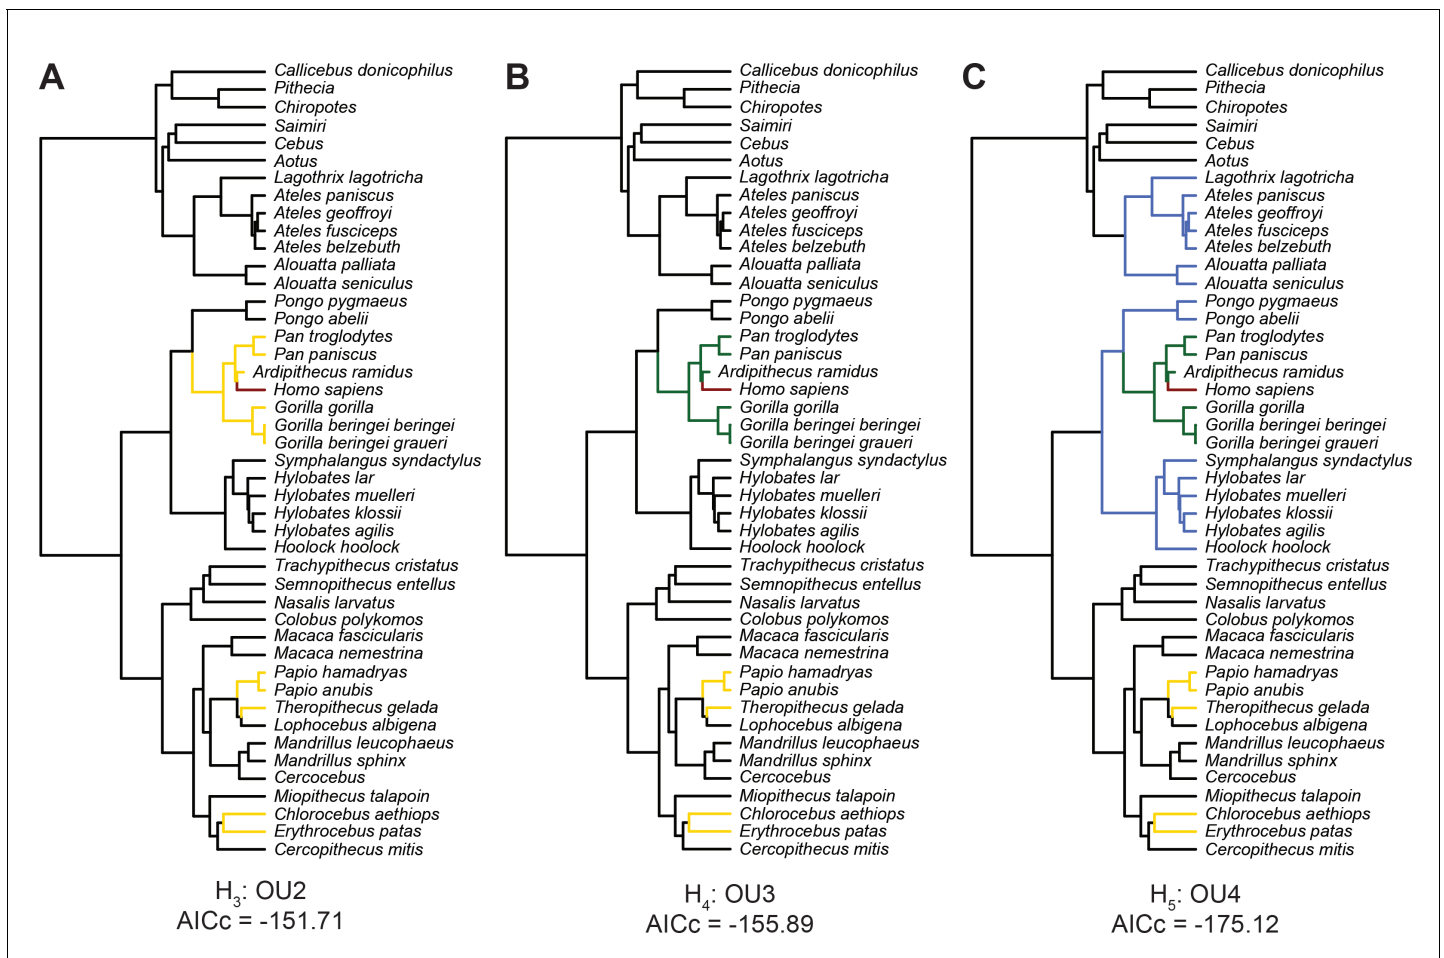 A
Callicebus donicophilus
Pithecia
Chiropotes
Saimiri
Cebus
Aotus
Lagothrix lagotricha
Ateles paniscus
Ateles geoffroyi
Ateles fusciceps
Ateles belzebuth
Alouatta palliata
Alouatta seniculus
Pongo pygmaeus
Pongo abelii
Pan troglodytes
Pan paniscus
Ardipithecus ramidus
Homo sapiens
Gorilla gorilla
Gorilla beringei beringei
Gorilla beringei graueri
Symphalangus syndactylus
Hylobates lar
Hylobates muelleri
Hylobates klossii
Hylobates agilis
Hoolock hoolock
Trachypithecus cristatus
Semnopithecus entellus
Nasalis larvatus
Colobus polykomos
Macaca fascicularis
Macaca nemestrina
Papio hamadryas
Papio anubis
Theropithecus gelada
Lophocebus albigena
Mandrillus leucophaeus
Mandrillus sphinx
Cercocebus
Miopithecus talapoin
Chlorocebus aethiops
Erythrocebus patas
Cercopithecus mitis
H3: OU2
AICc = -151.71
B
Callicebus donicophilus
Pithecia
Chiropotes
Saimiri
Cebus
Aotus
Lagothrix lagotricha
Ateles paniscus
Ateles geoffroyi
Ateles fusciceps
Ateles belzebuth
Alouatta palliata
Alouatta seniculus
Pongo pygmaeus
Pongo abelii
Pan troglodytes
Pan paniscus
Ardipithecus ramidus
Homo sapiens
Gorilla gorilla
Gorilla beringei beringei
Gorilla beringei graueri
Symphalangus syndactylus
Hylobates lar
Hylobates muelleri
Hylobates klossii
Hylobates agilis
Hoolock hoolock
Trachypithecus cristatus
Semnopithecus entellus
Nasalis larvatus
Colobus polykomos
Macaca fascicularis
Macaca nemestrina
Papio hamadryas
Papio anubis
Theropithecus gelada
Lophocebus albigena
Mandrillus leucophaeus
Mandrillus sphinx
Cercocebus
Miopithecus talapoin
Chlorocebus aethiops
Erythrocebus patas
Cercopithecus mitis
H4: OU3
AICc = -155.89
C
Callicebus donicophilus
Pithecia
Chiropotes
Saimiri
Cebus
Aotus
Lagothrix lagotricha
Ateles paniscus
Ateles geoffroyi
Ateles fusciceps
Ateles belzebuth
Alouatta palliata
Alouatta seniculus
Pongo pygmaeus
Pongo abelii
Pan troglodytes
Pan paniscus
Ardipithecus ramidus
Homo sapiens
Gorilla gorilla
Gorilla beringei beringei
Gorilla beringei graueri
Symphalangus syndactylus
Hylobates lar
Hylobates muelleri
Hylobates klossii
Hylobates agilis
Hoolock hoolock
Trachypithecus cristatus
Semnopithecus entellus
Nasalis larvatus
Colobus polykomos
Macaca fascicularis
Macaca nemestrina
Papio hamadryas
Papio anubis
Theropithecus gelada
Lophocebus albigena
Mandrillus leucophaeus
Mandrillus sphinx
Cercocebus
Miopithecus talapoin
Chlorocebus aethiops
Erythrocebus patas
Cercopithecus mitis
H5: OU4
AICc = -175.12